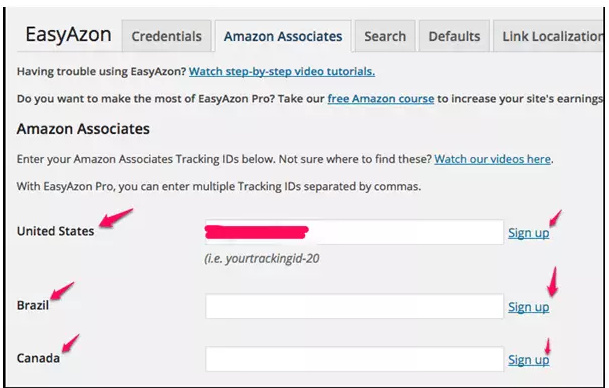 EasyAzon Credentials Amazon Associates Search Defaults Link Localization
Having trouble using EasyAzon? Watch step-by-step video tutorials.
Do you want to make the most of EasyAzon Pro? Take our free Amazon course to increase your site's earnings
Amazon Associates
Enter your Amazon Associates Tracking IDs below. Not sure where to find these? Watch our videos here.
With EasyAzon Pro, you can enter multiple Tracking IDs separated by commas.
United States Sign up
(i.e. yourtrackingid-20
Brazil Sign up
Canada Sign up